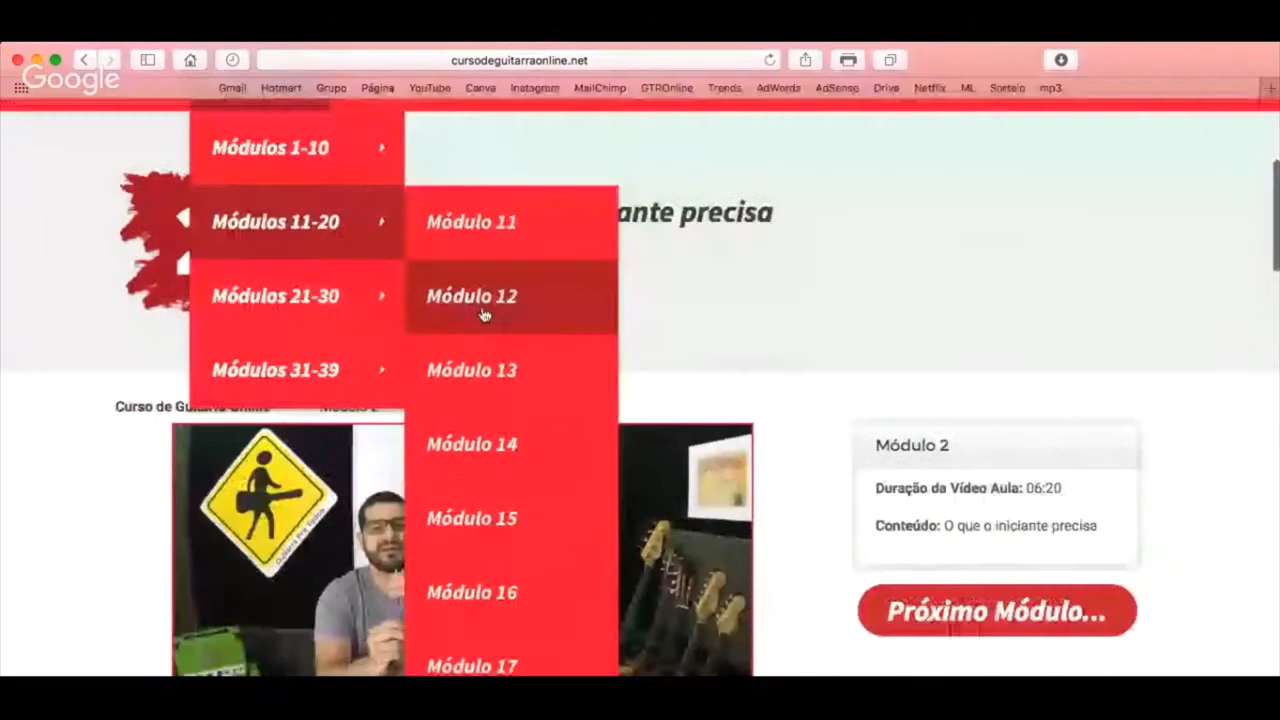 cursodeguitarraonline.net
Google
Gmail Hotmart Grupo Página YouTube Canva Instagram MailChimp GTROnline Trends AdWords AdSense Drive Netflix ML Sorteio mp3
Módulos 1-10
ante precisa
Módulos 11-20
Módulo 11
Módulos 21-30
Módulo 12
Módulos 31-39
Módulo 13
Curso de Guitarra Online
Módulo 2
Módulo 14
Módulo 15
Módulo 16
Módulo 17
Guitarra Pra Todos
Módulo 2
Duração da Vídeo Aula: 06:20
Conteúdo: O que o iniciante precisa
Próximo Módulo...